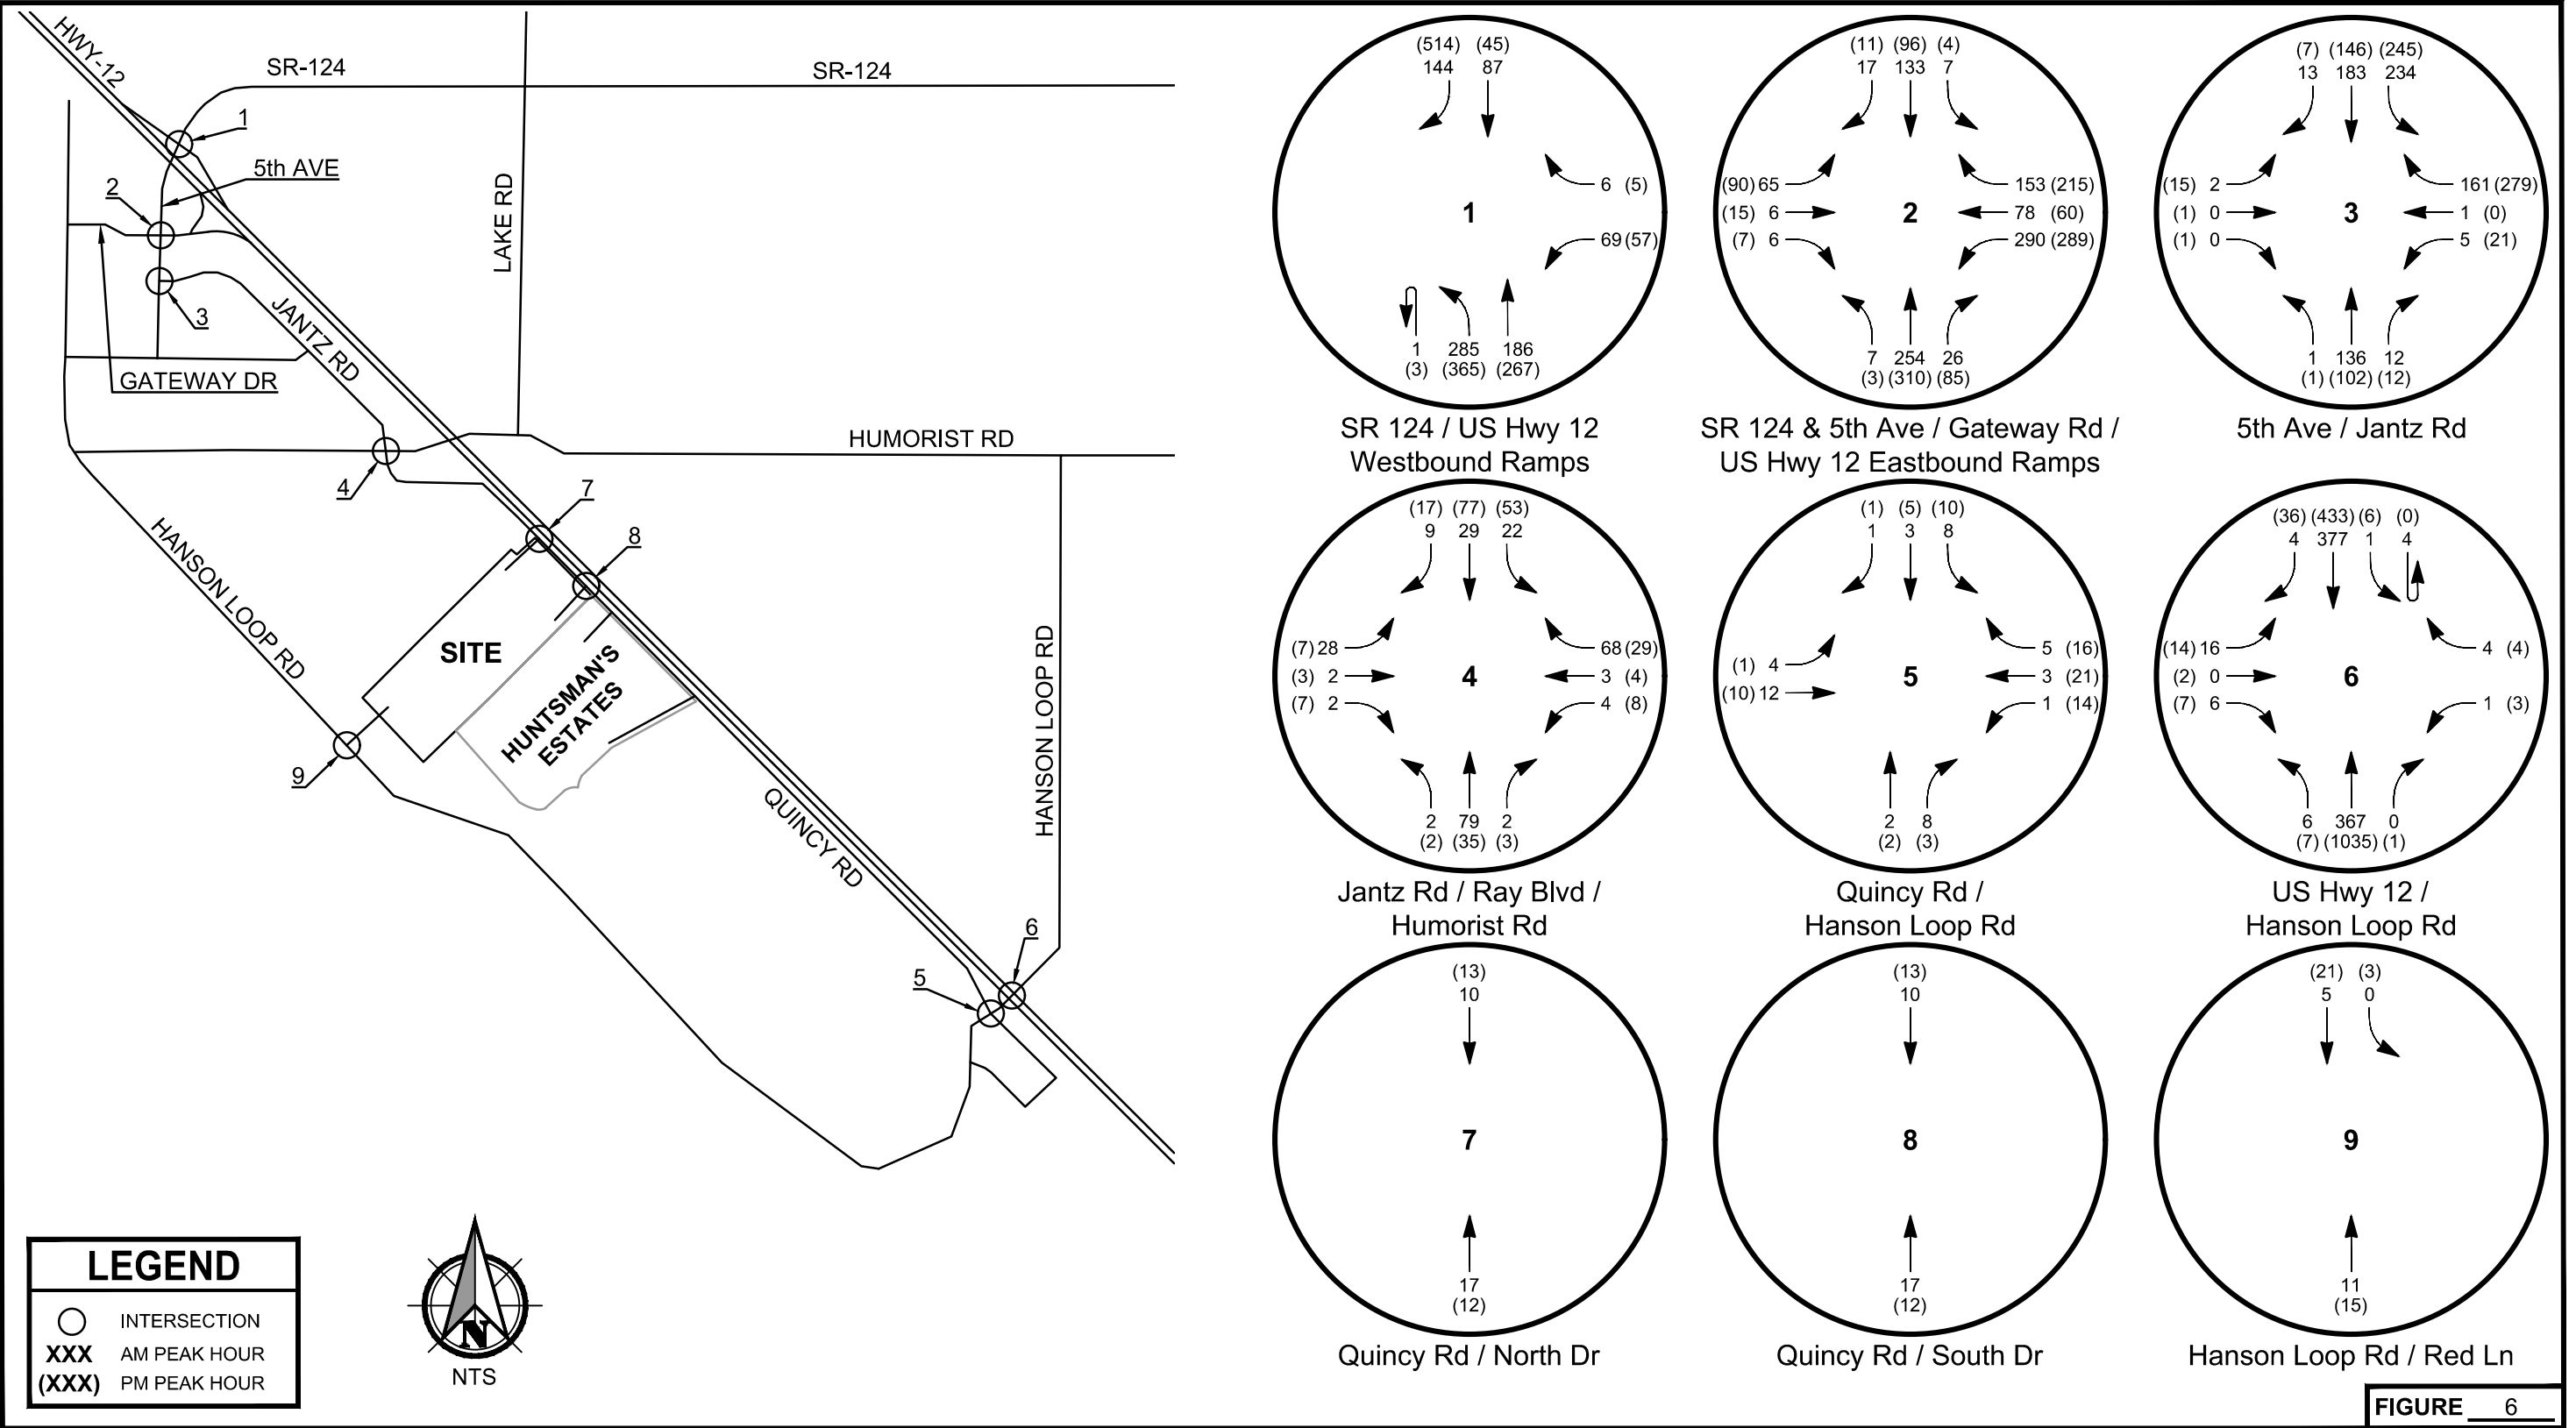 HWY-12
SR-124
SR-124
1
5th AVE
2
LAKE RD
3
JANTZ RD
GATEWAY DR
HUMORIST RD
4
7
8
HANSON LOOP RD
SITE
HUNTSMAN'S
ESTATES
HANSON LOOP RD
9
QUINCY RD
6
5
LEGEND
INTERSECTION
XXX AM PEAK HOUR
(XXX) PM PEAK HOUR
N
NTS
(514) (45)
144 87
6 (5)
1
69 (57)
1 285 186
(3) (365) (267)
SR 124 / US Hwy 12
Westbound Ramps
(11) (96) (4)
17 133 7
(90) 65 153 (215)
(15) 6 2 78 (60)
(7) 6 290 (289)
7 254 26
(3) (310) (85)
SR 124 & 5th Ave / Gateway Rd /
US Hwy 12 Eastbound Ramps
(7) (146) (245)
13 183 234
(15) 2 161 (279)
(1) 0 3 1 (0)
(1) 0 5 (21)
1 136 12
(1) (102) (12)
5th Ave / Jantz Rd
(17) (77) (53)
9 29 22
(7) 28 68 (29)
(3) 2 4 3 (4)
(7) 2 4 (8)
2 79 2
(2) (35) (3)
Jantz Rd / Ray Blvd /
Humorist Rd
(1) (5) (10)
1 3 8
5 (16)
(1) 4 5 3 (21)
(10) 12 1 (14)
2 8
(2) (3)
Quincy Rd /
Hanson Loop Rd
(36) (433) (6) (0)
4 377 1 4
(14) 16 4 (4)
(2) 0 6
(7) 6 1 (3)
6 367 0
(7) (1035) (1)
US Hwy 12 /
Hanson Loop Rd
(13)
10
7
17
(12)
Quincy Rd / North Dr
(13)
10
8
17
(12)
Quincy Rd / South Dr
(21) (3)
5 0
9
11
(15)
Hanson Loop Rd / Red Ln
FIGURE 6